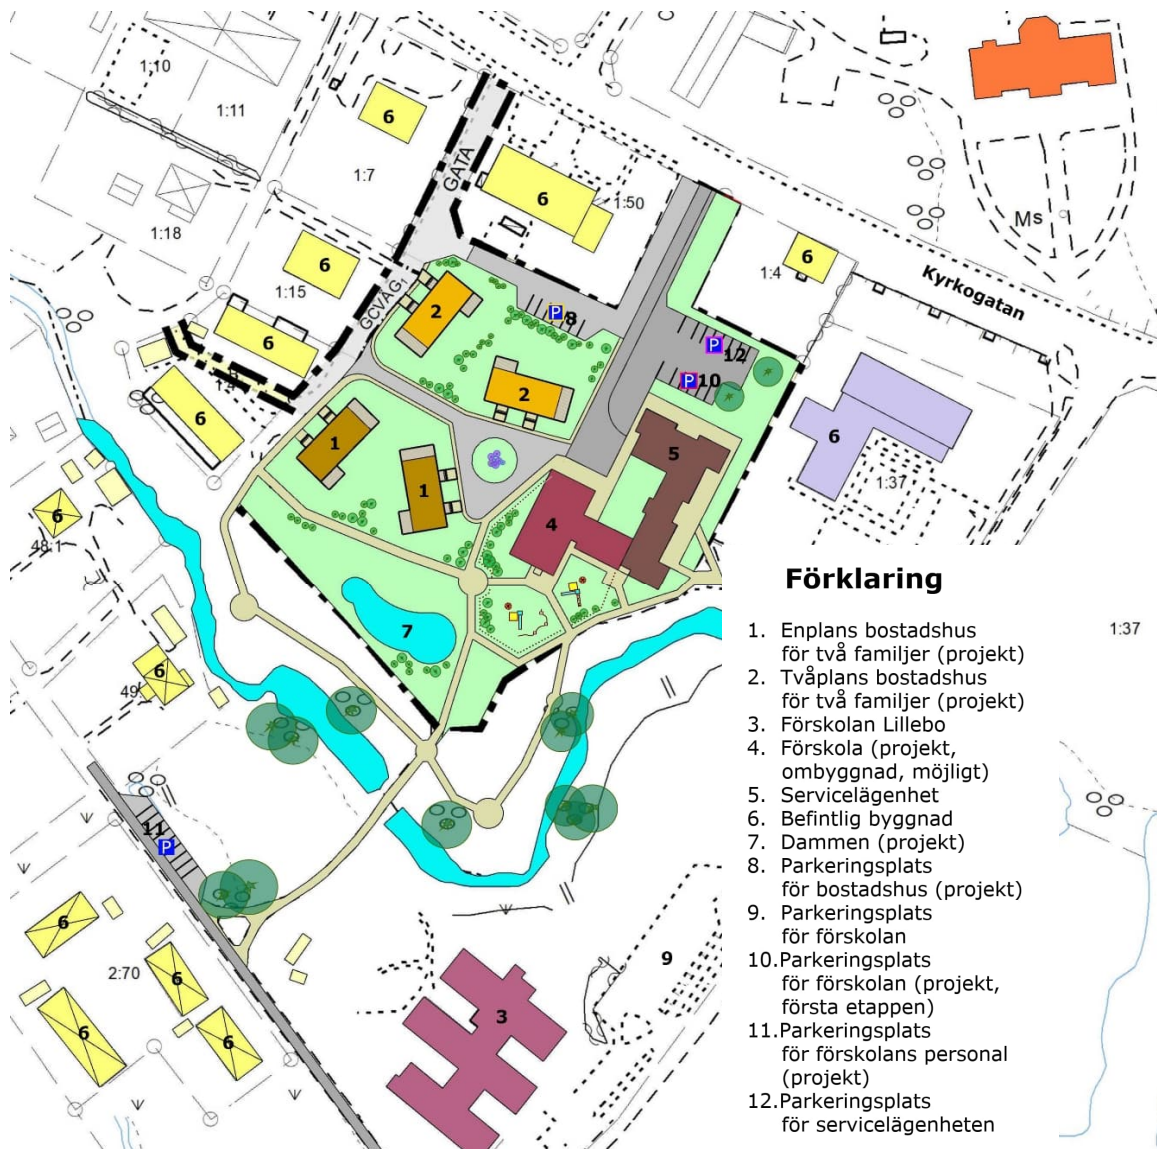 1:10
1:11
6
1:7
GATA
6
1:50
1:18
6
1:15
GCVÄG1
6
1:4
Ms
Kyrkogatan
2
P
8
P
12
P
10
6
6
2
1
5
6
1:37
1
4
6
48:1
7
6
49
11
P
6
2:70
6
6
6
3
9
Förklaring
1:37
1. Enplans bostadshus
för två familjer (projekt)
2. Tvåplans bostadshus
för två familjer (projekt)
3. Förskolan Lillebo
4. Förskola (projekt,
ombyggnad, möjligt)
5. Servicelägenhet
6. Befintlig byggnad
7. Dammen (projekt)
8. Parkeringsplats
för bostadshus (projekt)
9. Parkeringsplats
för förskolan
10.Parkeringsplats
för förskolan (projekt,
första etappen)
11.Parkeringsplats
för förskolans personal
(projekt)
12.Parkeringsplats
för servicelägenheten